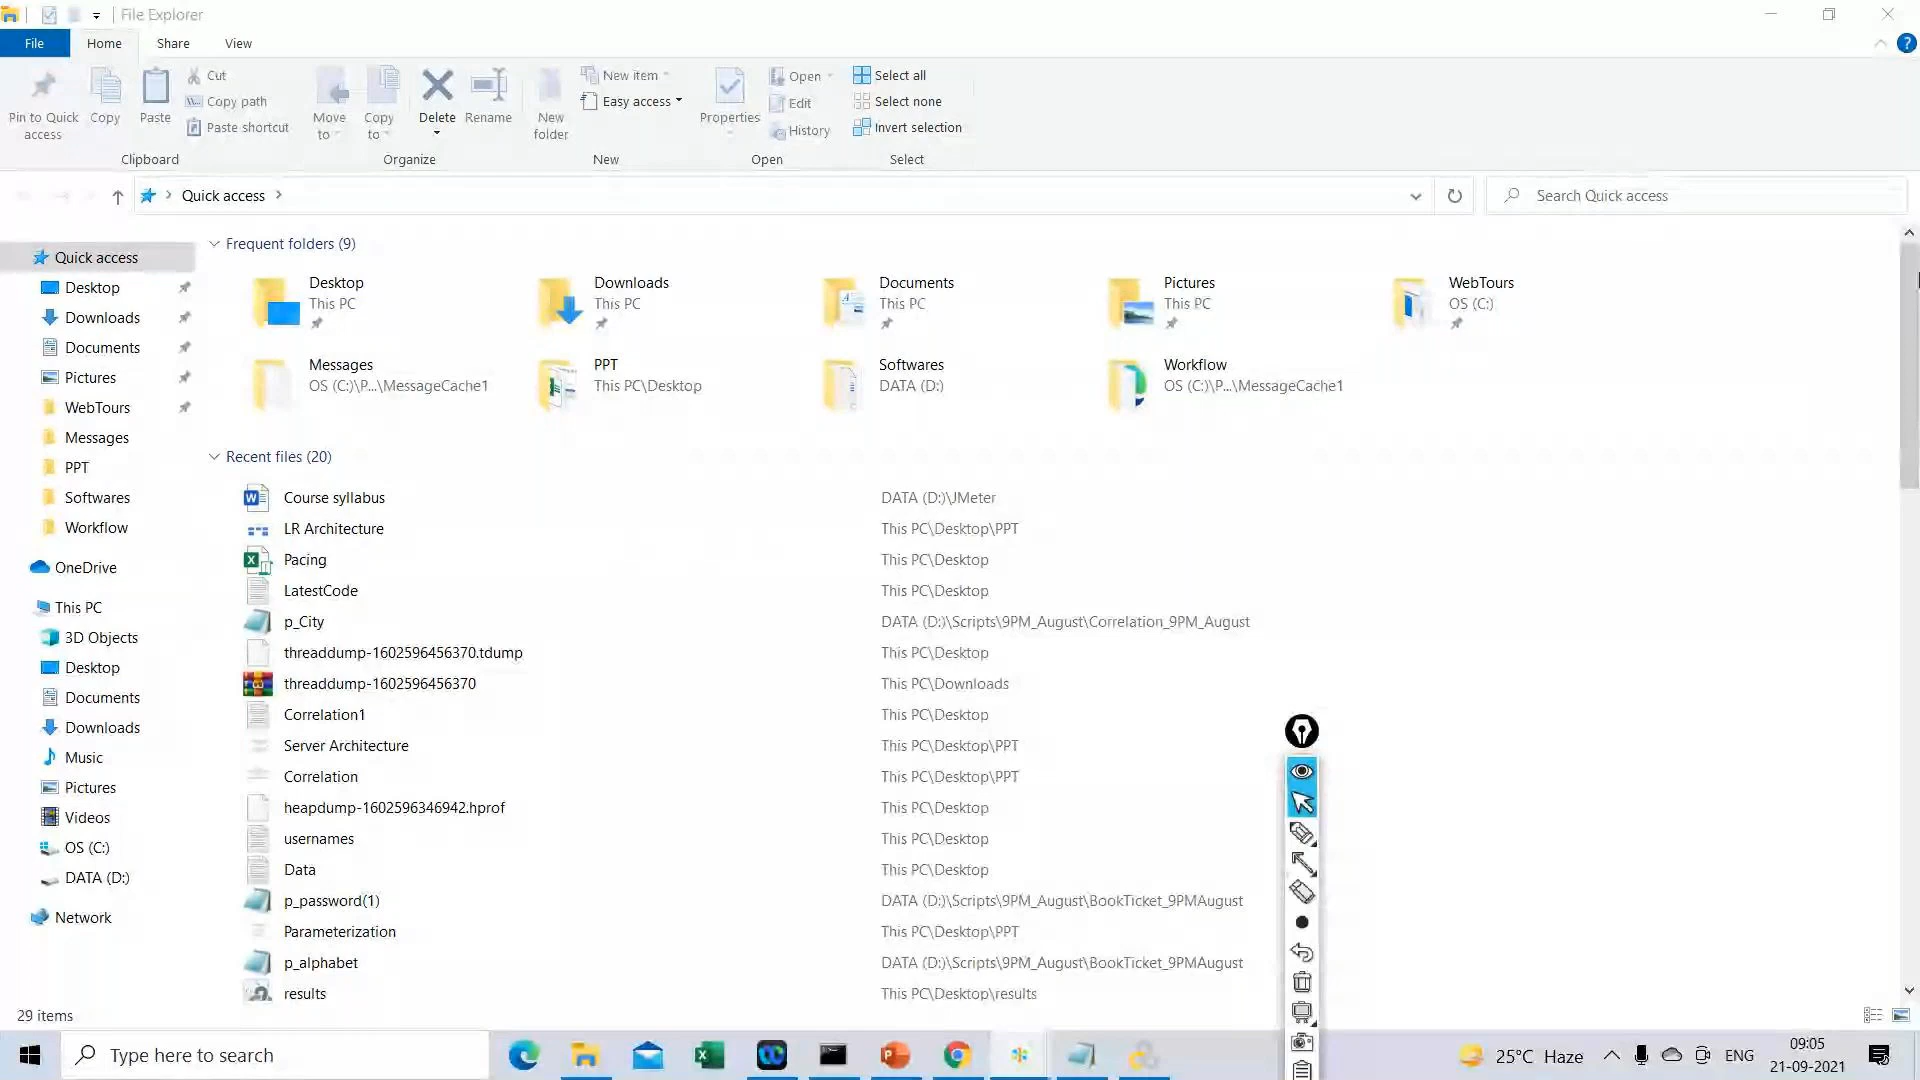 File Explorer
File Home Share View
Pin to Quick access
Copy
Paste
Cut
Copy path
Paste shortcut
Clipboard
Move to
Copy to
Delete
Rename
Organize
New folder
New item
Easy access
New
Properties
Open
Edit
History
Open
Select all
Select none
Invert selection
Select
Quick access
Search Quick access
Quick access
Desktop
Downloads
Documents
Pictures
WebTours
Messages
PPT
Softwares
Workflow
OneDrive
This PC
3D Objects
Desktop
Documents
Downloads
Music
Pictures
Videos
OS (C:)
DATA (D:)
Network
Frequent folders (9)
Desktop
This PC
Downloads
This PC
Documents
This PC
Pictures
This PC
WebTours
OS (C:)
Messages
OS (C:)\P...\MessageCache1
PPT
This PC\Desktop
Softwares
DATA (D:)
Workflow
OS (C:)\P...\MessageCache1
Recent files (20)
Course syllabus DATA (D:)\JMeter
LR Architecture This PC\Desktop\PPT
Pacing This PC\Desktop
LatestCode This PC\Desktop
p_City DATA (D:)\Scripts\9PM_August\Correlation_9PM_August
threaddump-1602596456370.tdump This PC\Desktop
threaddump-1602596456370 This PC\Downloads
Correlation1 This PC\Desktop
Server Architecture This PC\Desktop\PPT
Correlation This PC\Desktop\PPT
heapdump-1602596346942.hprof This PC\Desktop
usernames This PC\Desktop
Data This PC\Desktop
p_password(1) DATA (D:)\Scripts\9PM_August\BookTicket_9PMAugust
Parameterization This PC\Desktop\PPT
p_alphabet DATA (D:)\Scripts\9PM_August\BookTicket_9PMAugust
results This PC\Desktop\results
29 items
Type here to search
25°C Haze
ENG
09:05
21-09-2021